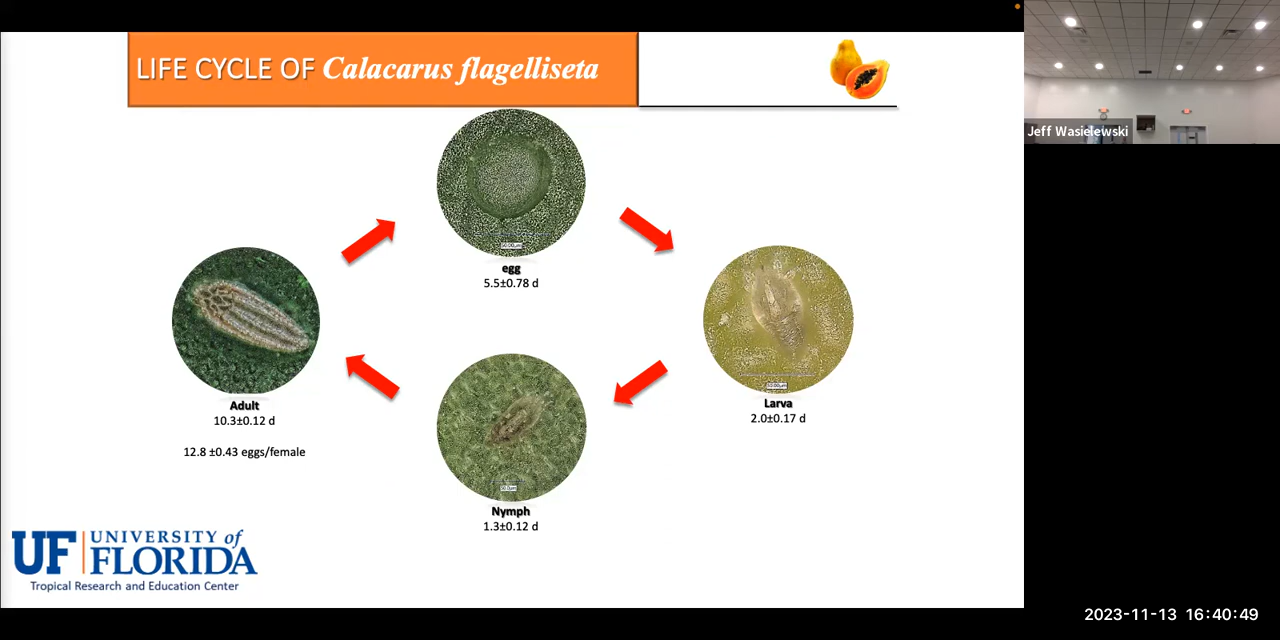 LIFE CYCLE OF Calacarus flagelliseta
Jeff Wasielewski
egg
5.5±0.78 d
Adult
10.3±0.12 d
12.8 ±0.43 eggs/female
Larva
2.0±0.17 d
Nymph
1.3±0.12 d
UF UNIVERSITY of
FLORIDA
Tropical Research and Education Center
2023-11-13 16:40:49